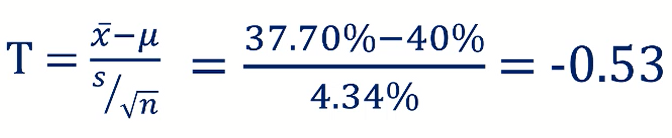 T = x̄−μ / s/√n = 37.70%−40% / 4.34% = -0.53